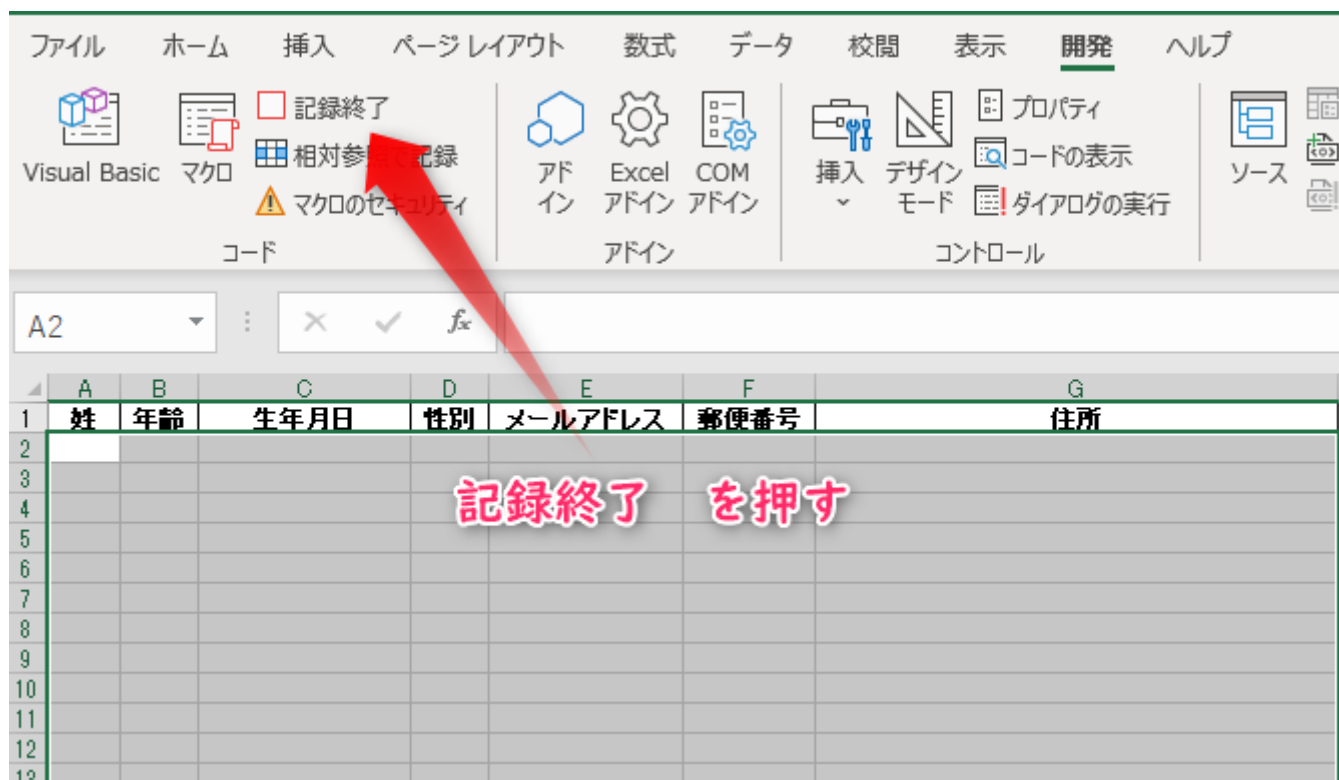 ファイル ホーム 挿入 ページ レイアウト 数式 データ 校閲 表示 開発 ヘルプ
記録終了
相対参照で記録
マクロのセキュリティ
Visual Basic マクロ
コード
アド
イン
Excel
アドイン
COM
アドイン
アドイン
挿入
デザイン
モード
プロパティ
コードの表示
ダイアログの実行
コントロール
ソース
A2 fx
A B C D E F G
1 姓 年齢 生年月日 性別 メールアドレス 郵便番号 住所
2
3
4
記録終了 を押す
5
6
7
8
9
10
11
12
13